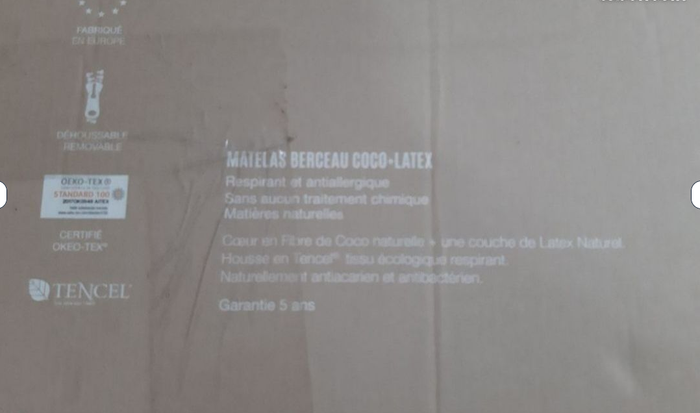 FABRIQUÉ
EN EUROPE
DÉHOUSSABLE
REMOVABLE
OEKO-TEX®
STANDARD 100
CERTIFIÉ
OKEO-TEX®
TENCEL®
MATELAS BERCEAU COCO+LATEX
Respirant et antiallergique
Sans aucun traitement chimique
Matières naturelles
Cœur en Fibre de Coco naturelle + une couche de Latex Naturel.
Housse en Tencel® tissu écologique respirant.
Naturellement antiacarien et antibactérien.
Garantie 5 ans